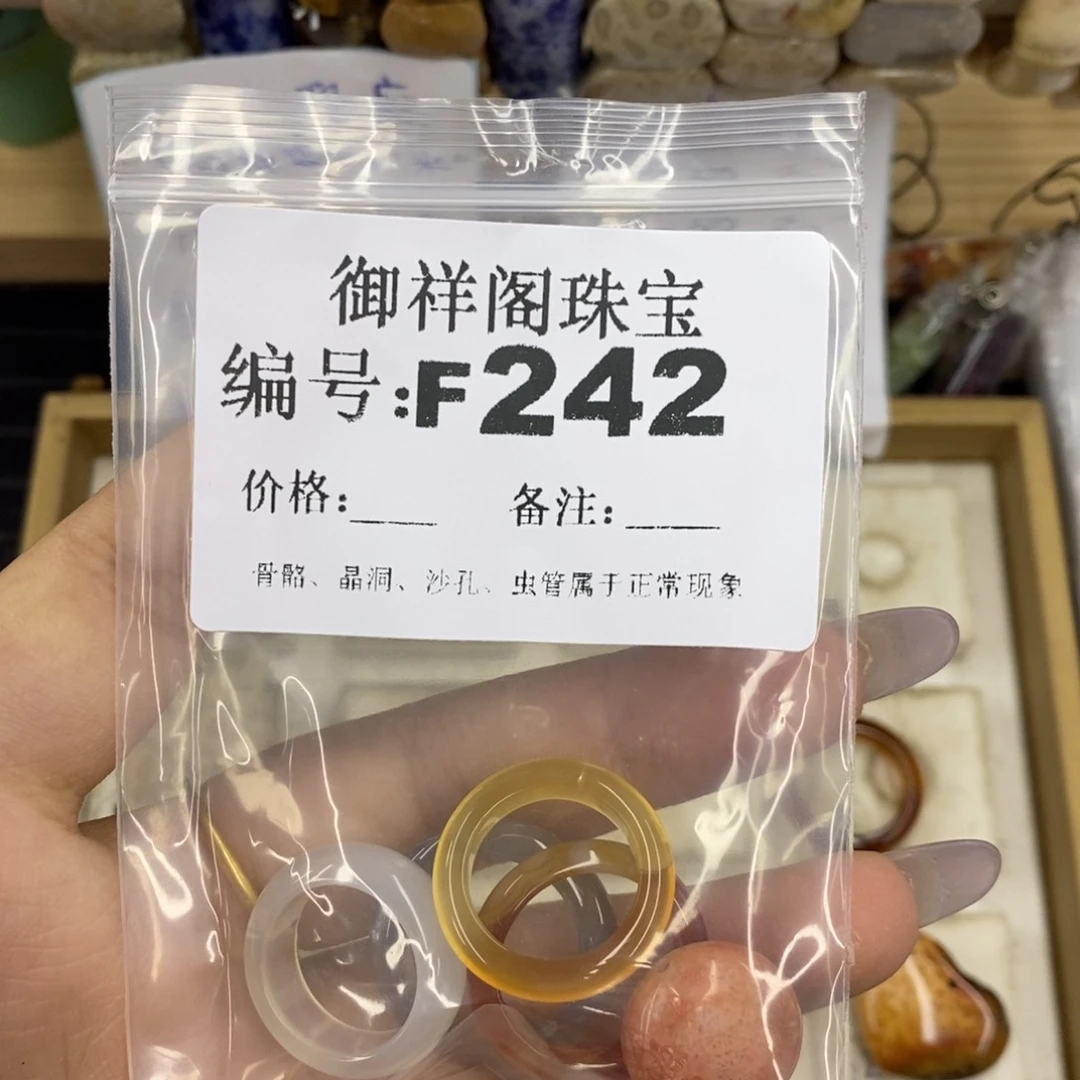 御祥阁珠宝
编号:F242
价格:____ 备注:____
骨骼、晶洞、沙孔、虫管属于正常现象